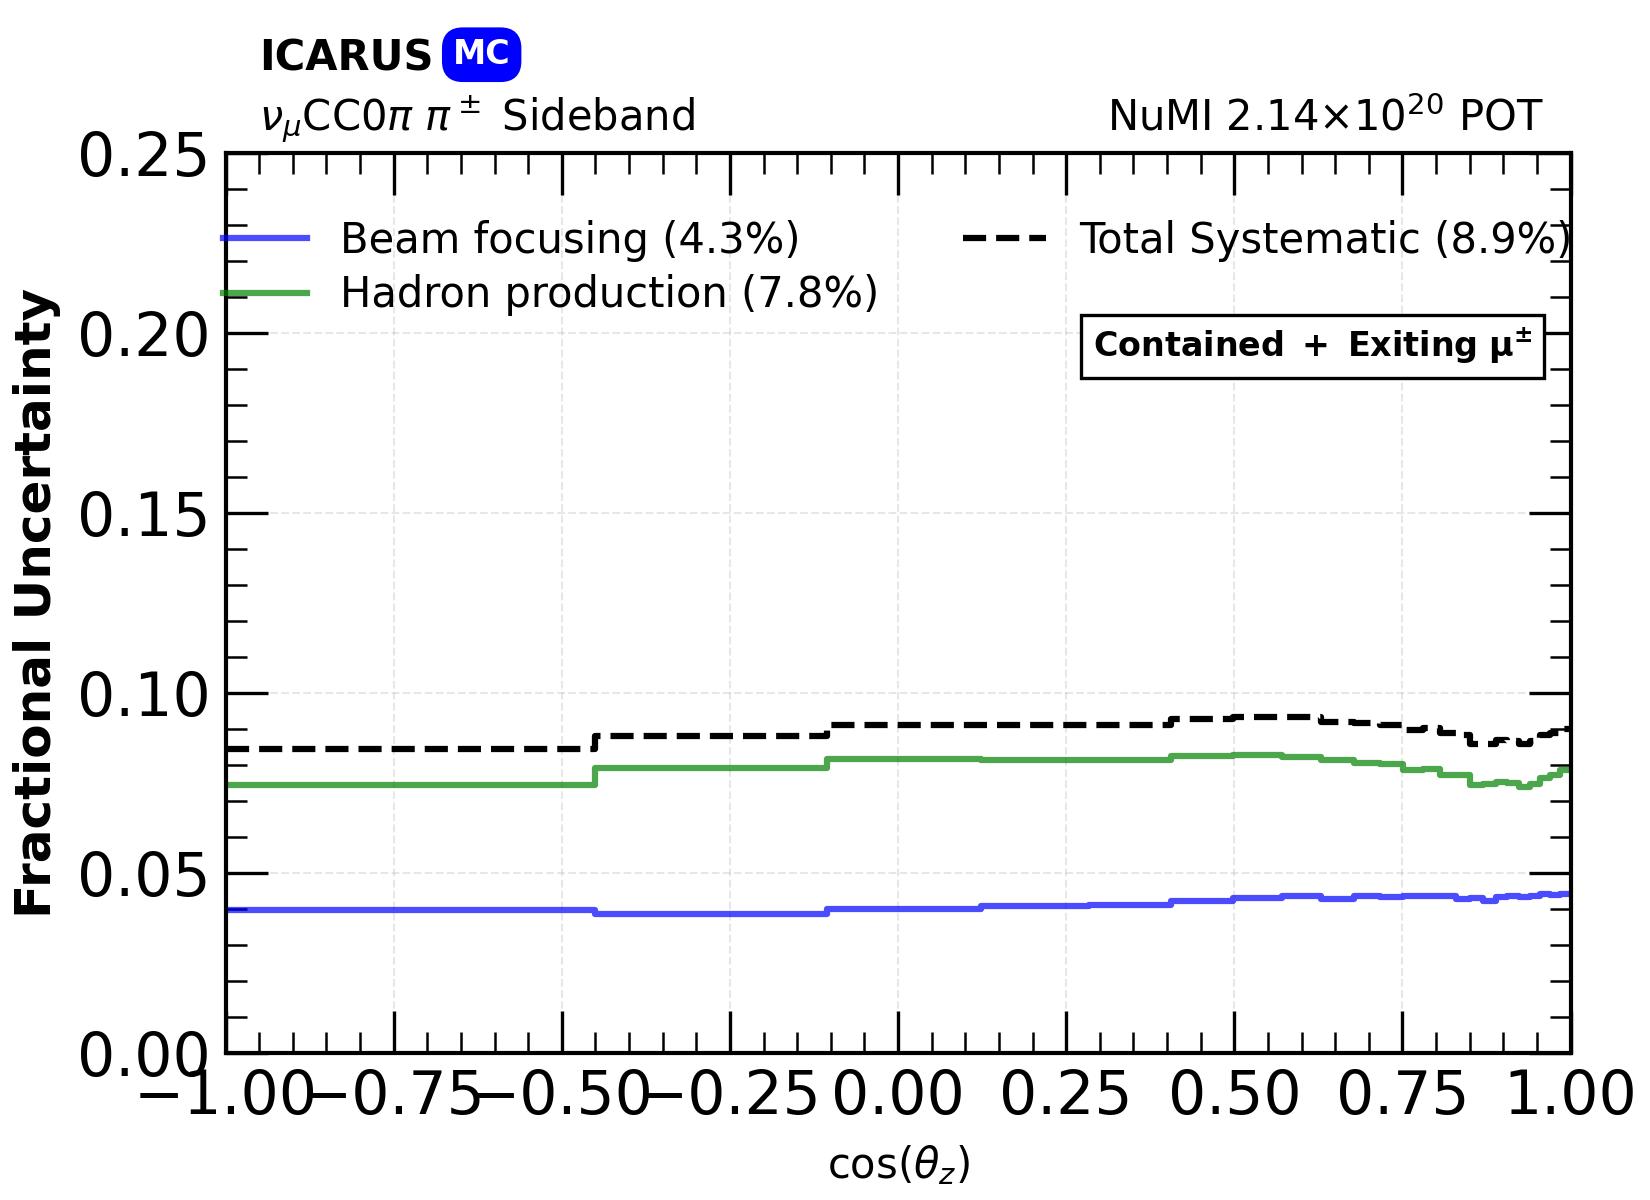 ICARUS MC
νμCC0π π± Sideband
NuMI 2.14×10²⁰ POT
Beam focusing (4.3%)
Hadron production (7.8%)
Total Systematic (8.9%)
Contained + Exiting μ±
Fractional Uncertainty
0.25
0.20
0.15
0.10
0.05
0.00
−1.00 −0.75 −0.50 −0.25 0.00 0.25 0.50 0.75 1.00
cos(θz)